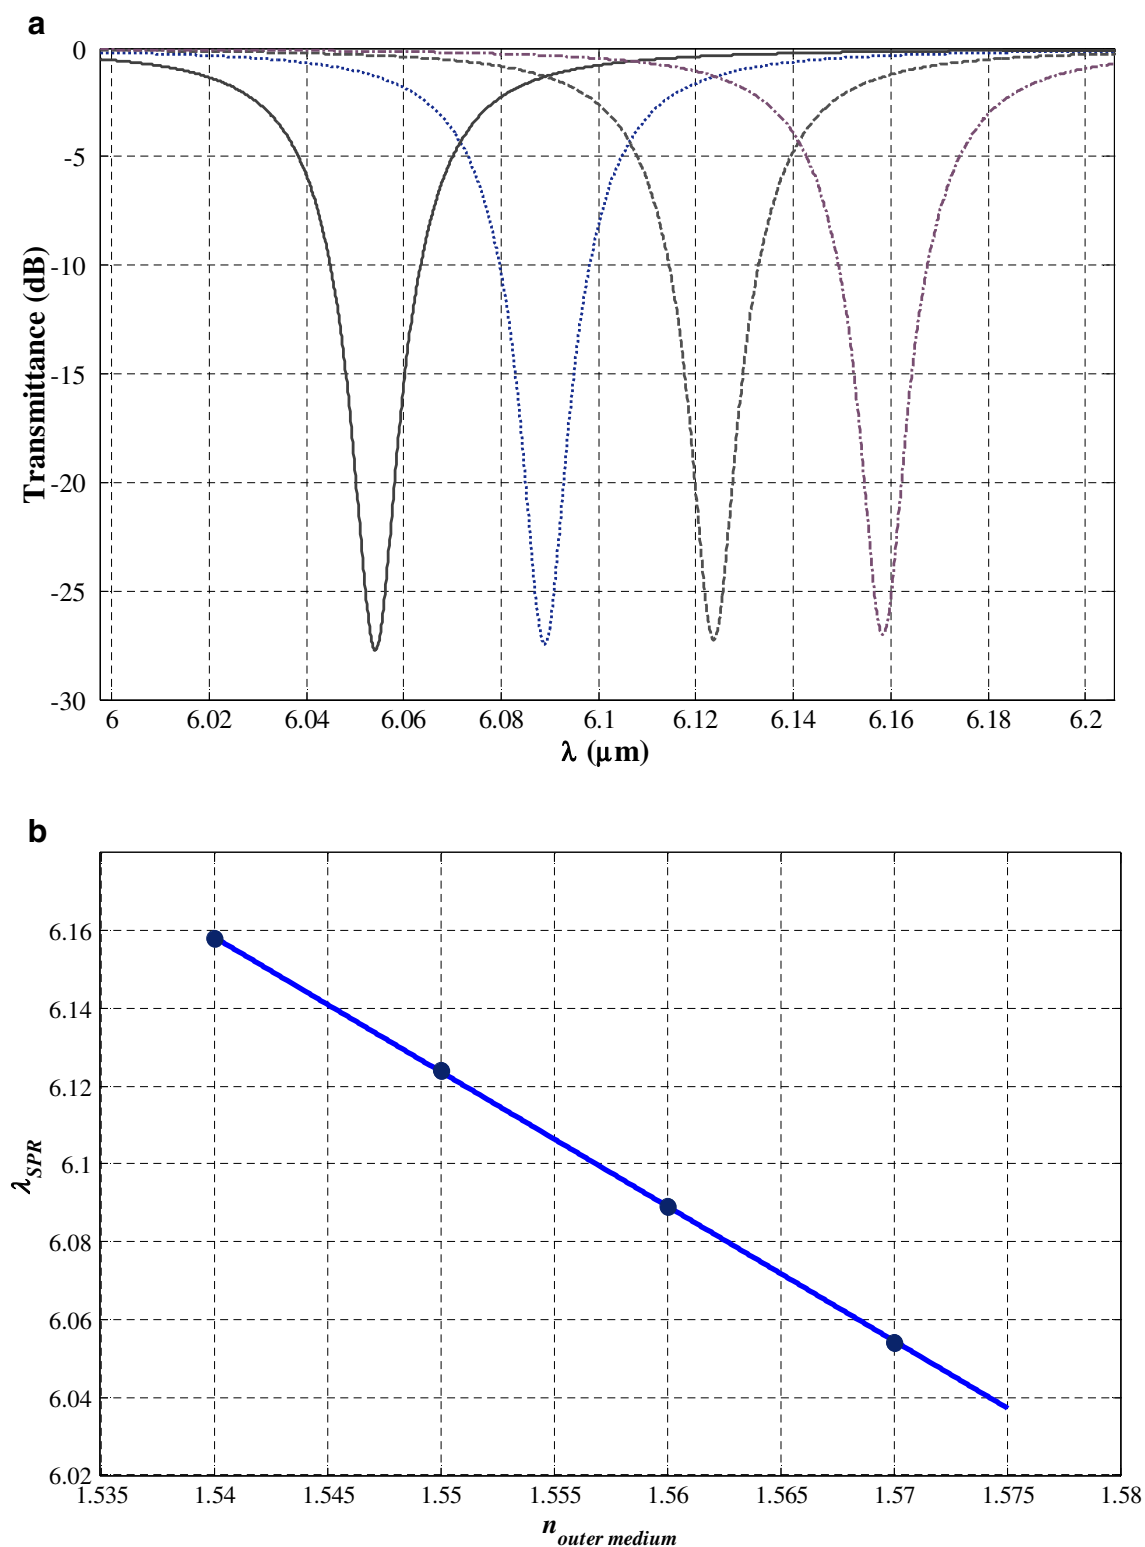 a
0
-5
-10
-15
-20
-25
-30
Transmittance (dB)
6 6.02 6.04 6.06 6.08 6.1 6.12 6.14 6.16 6.18 6.2
λ (μm)
b
6.16
6.14
6.12
6.1
6.08
6.06
6.04
6.02
λSPR
1.535 1.54 1.545 1.55 1.555 1.56 1.565 1.57 1.575 1.58
n outer medium